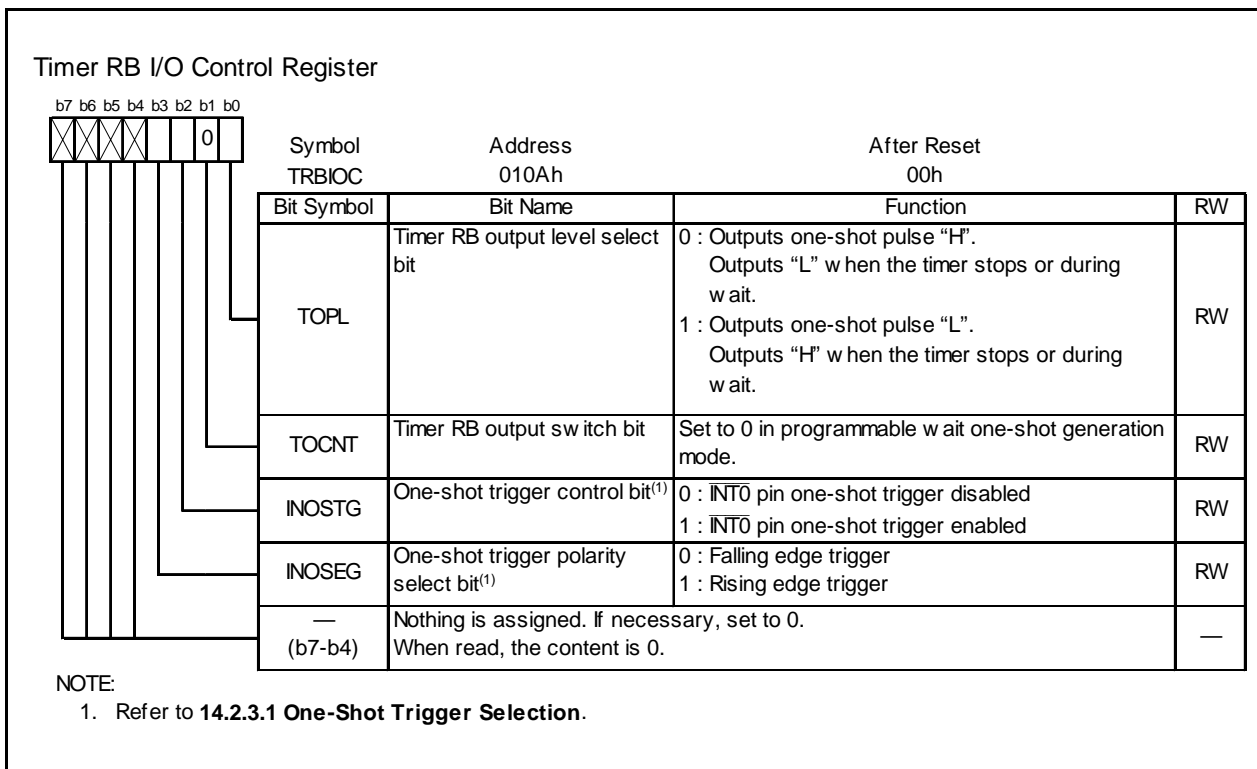 Timer RB I/O Control Register
b7 b6 b5 b4 b3 b2 b1 b0
0
Symbol Address After Reset
TRBIOC 010Ah 00h
Bit Symbol Bit Name Function RW
TOPL Timer RB output level select bit 0 : Outputs one-shot pulse “H”.
Outputs “L” when the timer stops or during
wait.
1 : Outputs one-shot pulse “L”.
Outputs “H” when the timer stops or during
wait.
RW
TOCNT Timer RB output switch bit Set to 0 in programmable wait one-shot generation
mode.
RW
INOSTG One-shot trigger control bit(1) 0 : INT0 pin one-shot trigger disabled
1 : INT0 pin one-shot trigger enabled
RW
INOSEG One-shot trigger polarity
select bit(1)
0 : Falling edge trigger
1 : Rising edge trigger
RW
—
(b7-b4)
Nothing is assigned. If necessary, set to 0.
When read, the content is 0.
—
NOTE:
1. Refer to 14.2.3.1 One-Shot Trigger Selection.